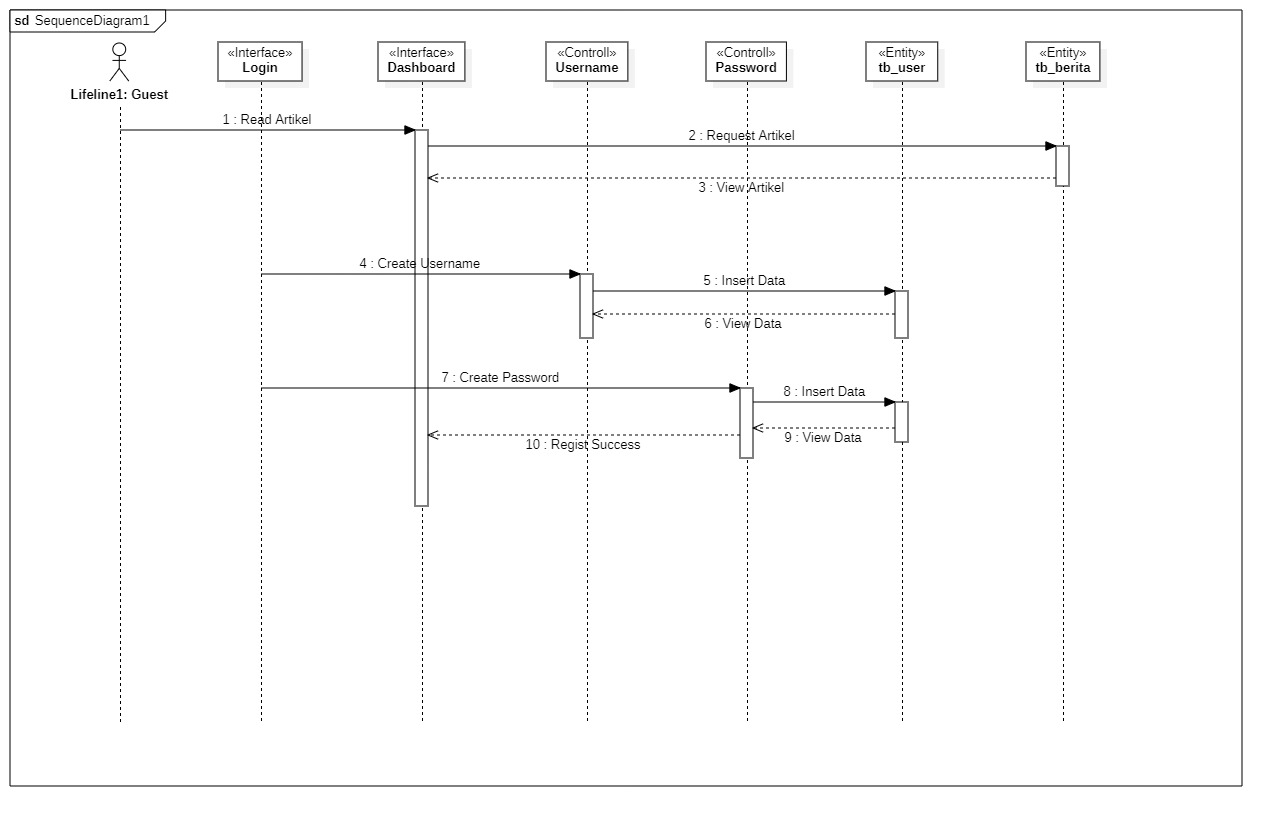 sd SequenceDiagram1
«Interface»
Login
«Interface»
Dashboard
«Controll»
Username
«Controll»
Password
«Entity»
tb_user
«Entity»
tb_berita
Lifeline1: Guest
1 : Read Artikel
2 : Request Artikel
3 : View Artikel
4 : Create Username
5 : Insert Data
6 : View Data
7 : Create Password
8 : Insert Data
9 : View Data
10 : Regist Success